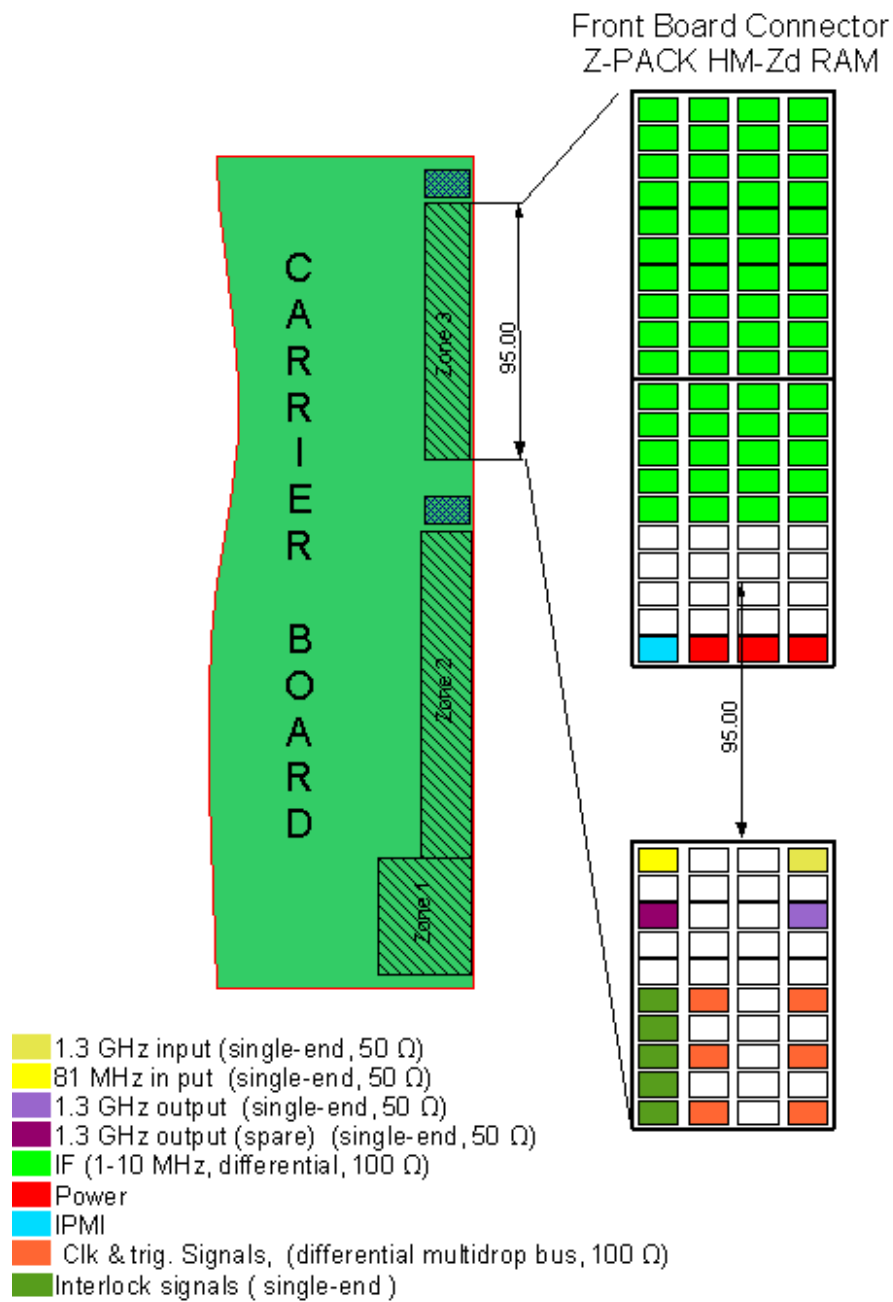 Front Board Connector
Z-PACK HM-Zd RAM
CARRIER BOARD
Zone 3
95.00
Zone 2
95.00
Zone 1
1.3 GHz input (single-end, 50 Ω)
81 MHz in put (single-end, 50 Ω)
1.3 GHz output (single-end, 50 Ω)
1.3 GHz output (spare) (single-end, 50 Ω)
IF (1-10 MHz, differential, 100 Ω)
Power
IPMI
Clk & trig. Signals, (differential multidrop bus, 100 Ω)
Interlock signals ( single-end )